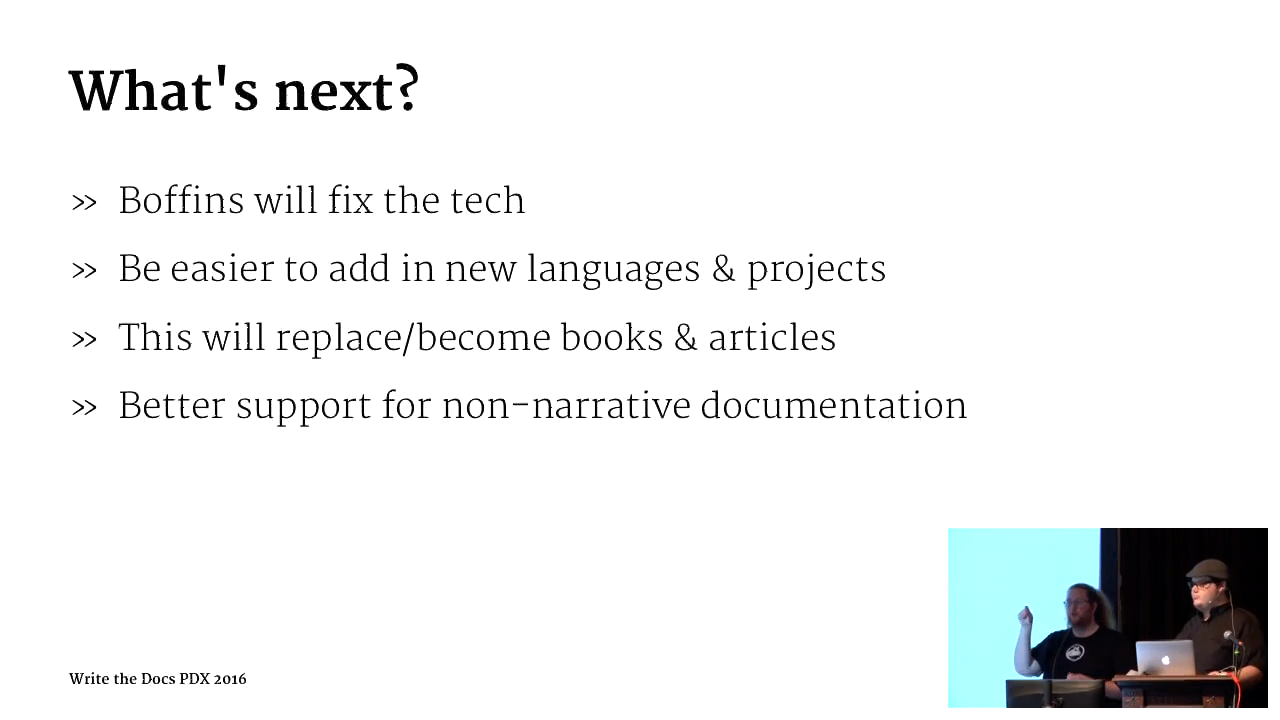 What's next?
» Boffins will fix the tech
» Be easier to add in new languages & projects
» This will replace/become books & articles
» Better support for non-narrative documentation
Write the Docs PDX 2016